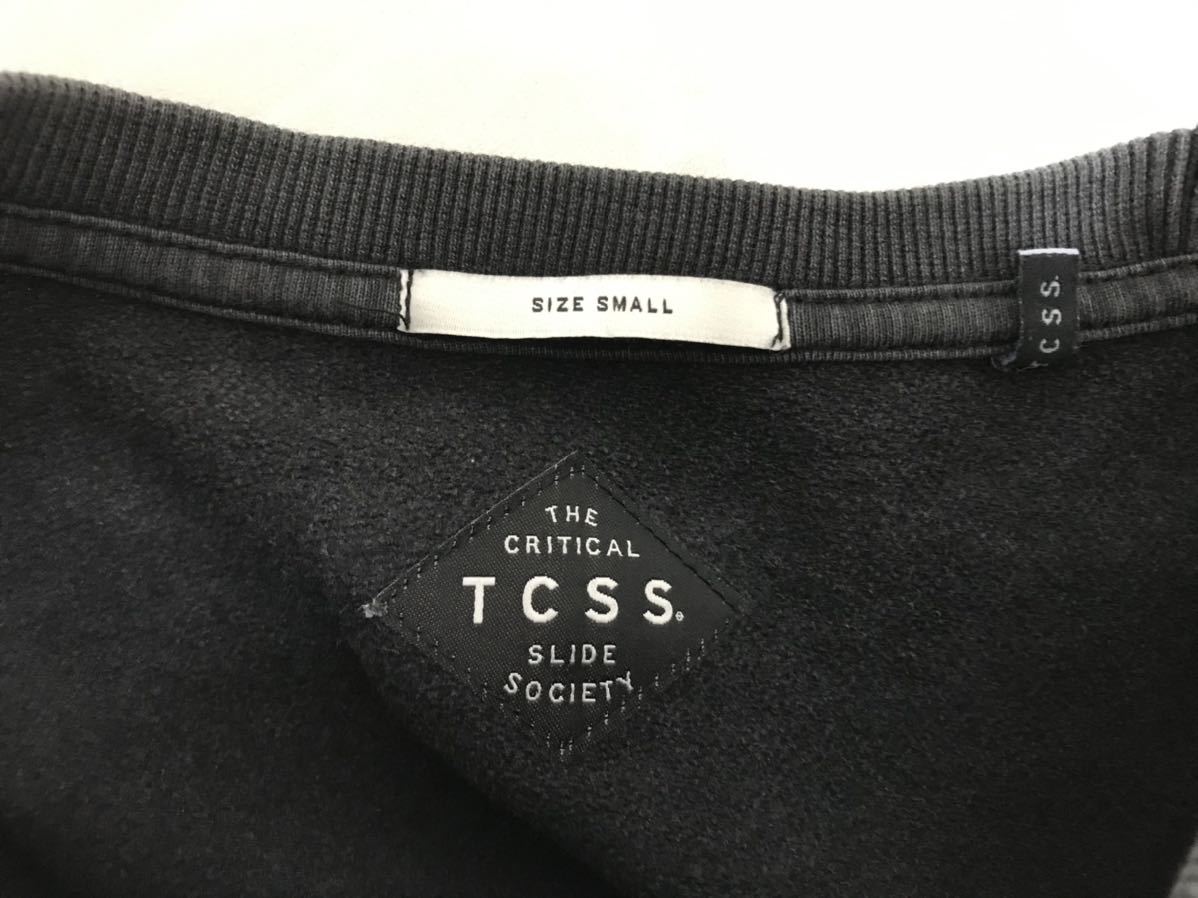 SIZE SMALL
TCSS.
THE
CRITICAL
TCSS®
SLIDE
SOCIETY